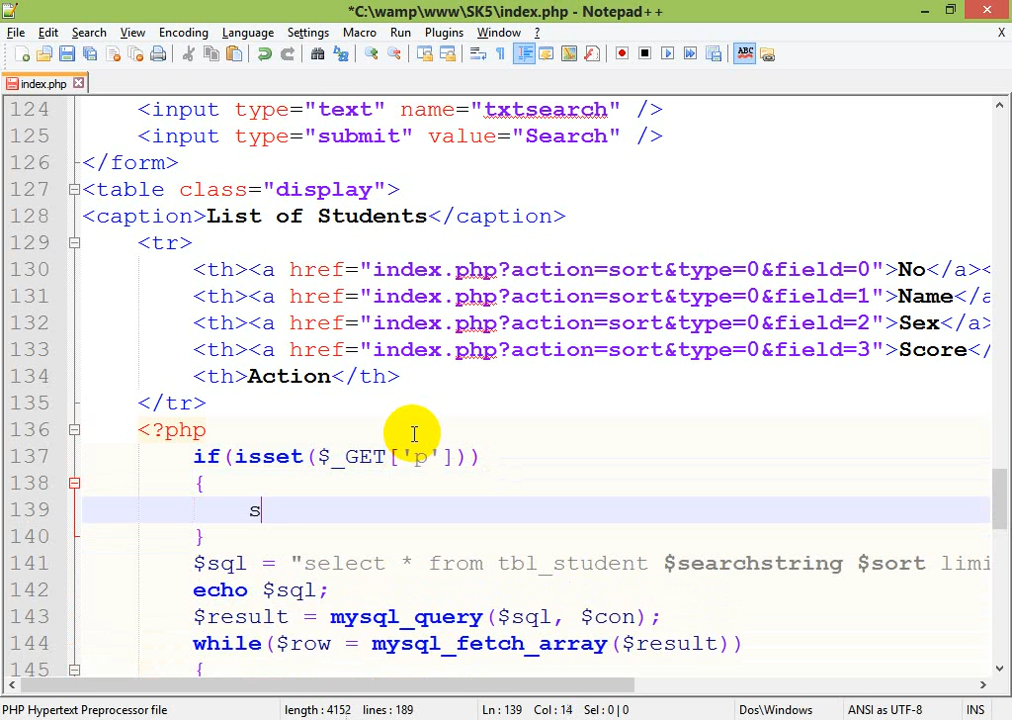 *C:\wamp\www\SK5\index.php - Notepad++
File Edit Search View Encoding Language Settings Macro Run Plugins Window ? X
ABC
index.php
124 <input type="text" name="txtsearch" />
125 <input type="submit" value="Search" />
126 </form>
127 <table class="display">
128 <caption>List of Students</caption>
129 <tr>
130 <th><a href="index.php?action=sort&type=0&field=0">No</a><
131 <th><a href="index.php?action=sort&type=0&field=1">Name</a
132 <th><a href="index.php?action=sort&type=0&field=2">Sex</a>
133 <th><a href="index.php?action=sort&type=0&field=3">Score</
134 <th>Action</th>
135 </tr>
136 <?php
137 if(isset($_GET['p']))
138 {
139 s
140 }
141 $sql = "select * from tbl_student $searchstring $sort limi
142 echo $sql;
143 $result = mysql_query($sql, $con);
144 while($row = mysql_fetch_array($result))
145 {
PHP Hypertext Preprocessor file length : 4152 lines : 189 Ln : 139 Col : 14 Sel : 0 | 0 Dos\Windows ANSI as UTF-8 INS